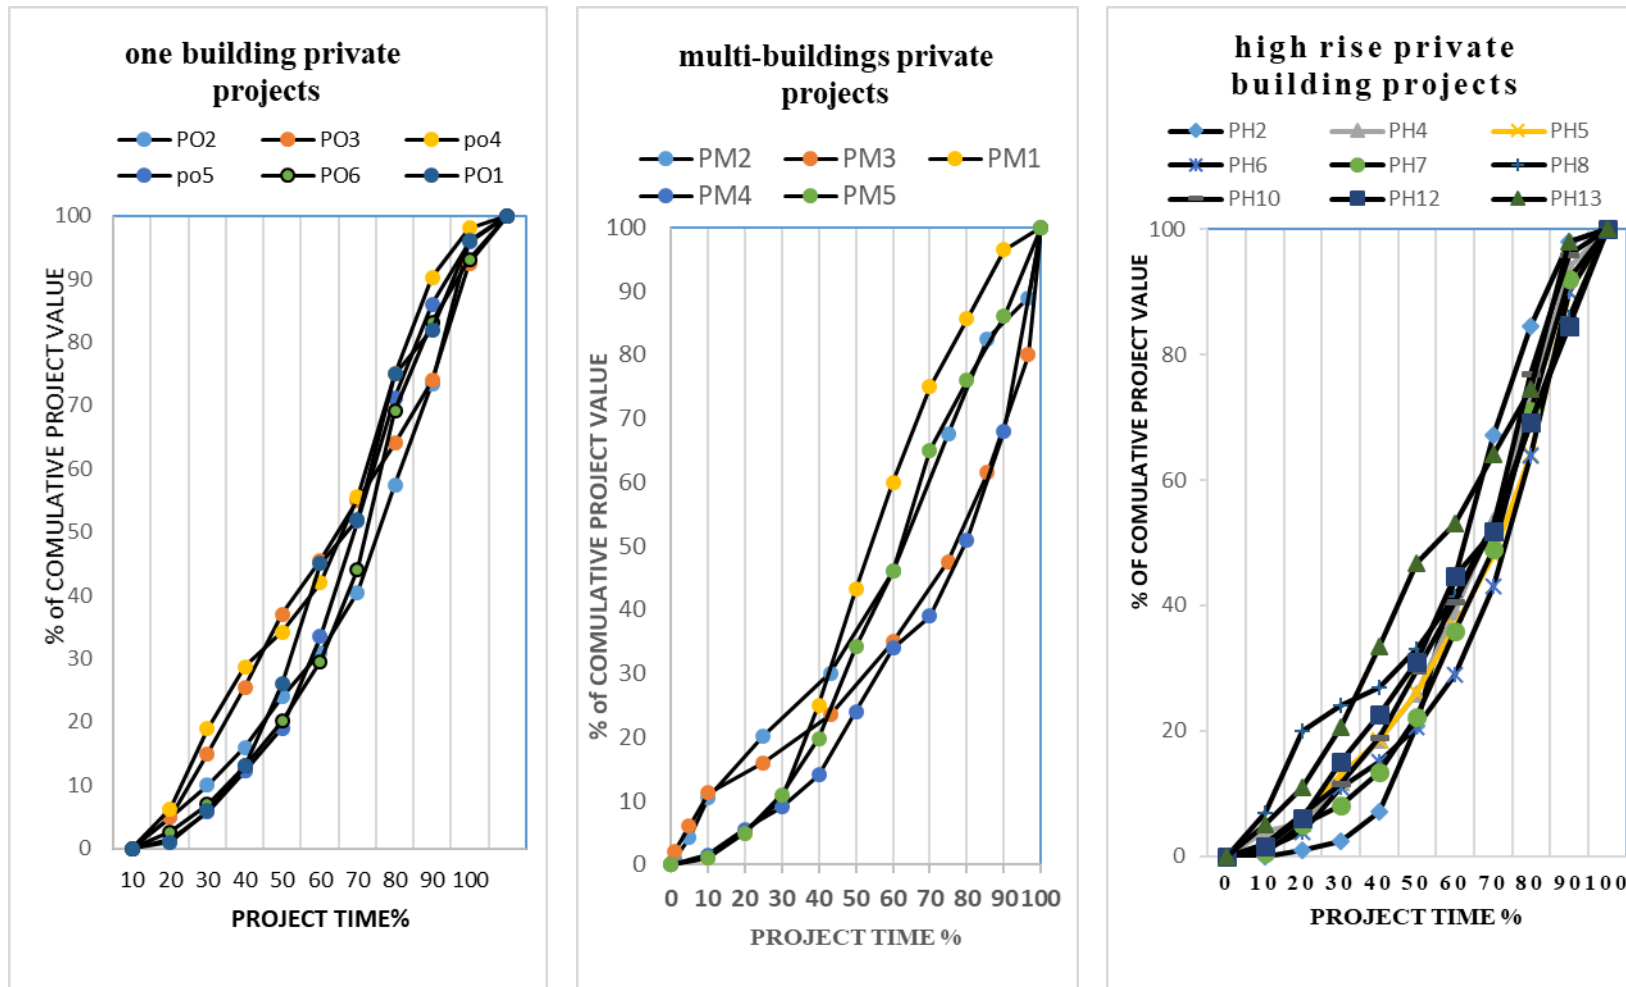 one building private
projects
PO2 PO3 po4
po5 PO6 PO1
100
90
80
70
60
50
40
30
20
10
0
% of COMULATIVE PROJECT VALUE
10 20 30 40 50 60 70 80 90 100
PROJECT TIME%
multi-buildings private
projects
PM2 PM3 PM1
PM4 PM5
100
90
80
70
60
50
40
30
20
10
0
% of COMULATIVE PROJECT VALUE
0 10 20 30 40 50 60 70 80 90 100
PROJECT TIME %
high rise private
building projects
PH2 PH4 PH5
PH6 PH7 PH8
PH10 PH12 PH13
100
80
60
40
20
0
% OF COMULATIVE PROJECT VALUE
0 10 20 30 40 50 60 70 80 90 100
PROJECT TIME %